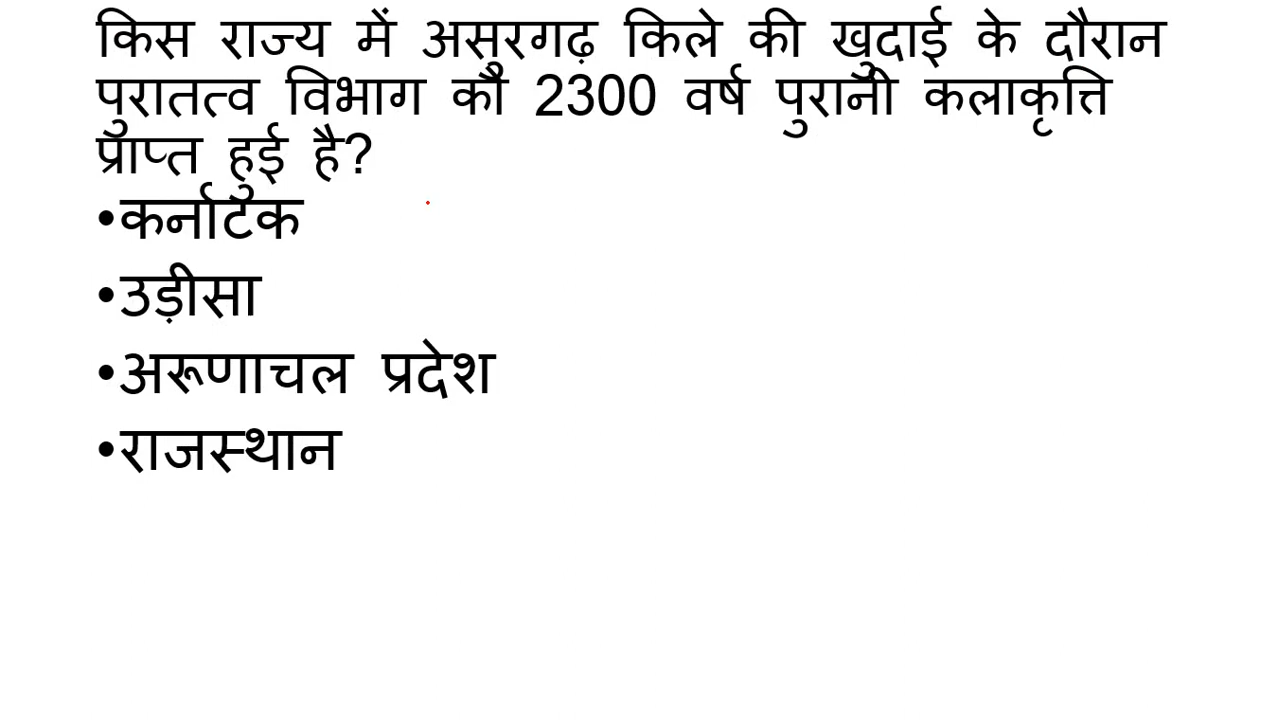 किस राज्य में असुरगढ़ किले की खुदाई के दौरान
पुरातत्व विभाग को 2300 वर्ष पुरानी कलाकृत्ति
प्राप्त हुई है?
•कर्नाटक
•उड़ीसा
•अरूणाचल प्रदेश
•राजस्थान